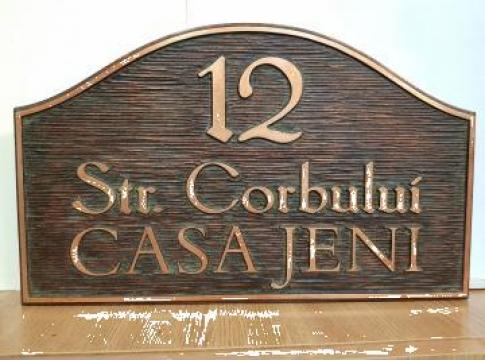 12
Str. Corbului
CASA JENI